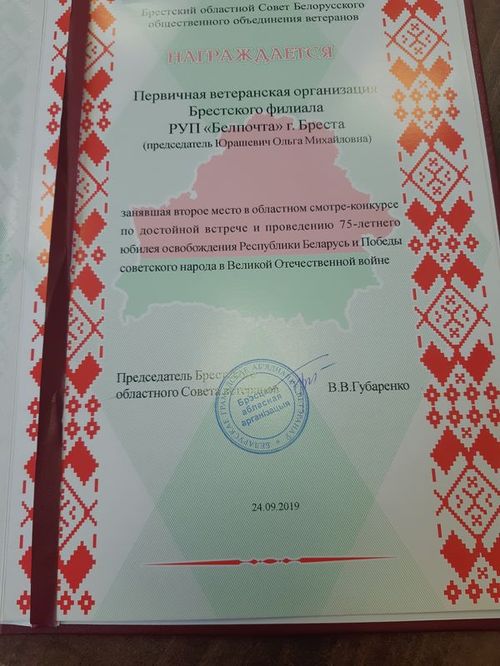 Брестский областной Совет Белорусского
общественного объединения ветеранов
НАГРАЖДАЕТСЯ
Первичная ветеранская организация
Брестского филиала
РУП «Белпочта» г. Бреста
(председатель Юрашевич Ольга Михайловна)
занявшая второе место в областном смотре-конкурсе
по достойной встрече и проведению 75-летнего
юбилея освобождения Республики Беларусь и Победы
советского народа в Великой Отечественной войне
Председатель Брест
областного Совета ветеранов
В.В.Губаренко
Брэсцкая
абласная
арганізацыя
24.09.2019